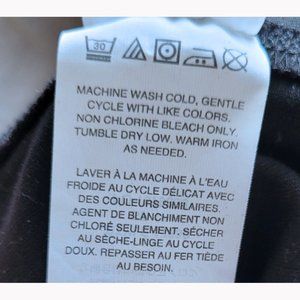 30
MACHINE WASH COLD, GENTLE
CYCLE WITH LIKE COLORS.
NON CHLORINE BLEACH ONLY.
TUMBLE DRY LOW. WARM IRON
AS NEEDED.
LAVER À LA MACHINE À L'EAU
FROIDE AU CYCLE DÉLICAT AVEC
DES COULEURS SIMILAIRES.
AGENT DE BLANCHIMENT NON
CHLORÉ SEULEMENT. SÉCHER
AU SÈCHE-LINGE AU CYCLE
DOUX. REPASSER AU FER TIÈDE
AU BESOIN.